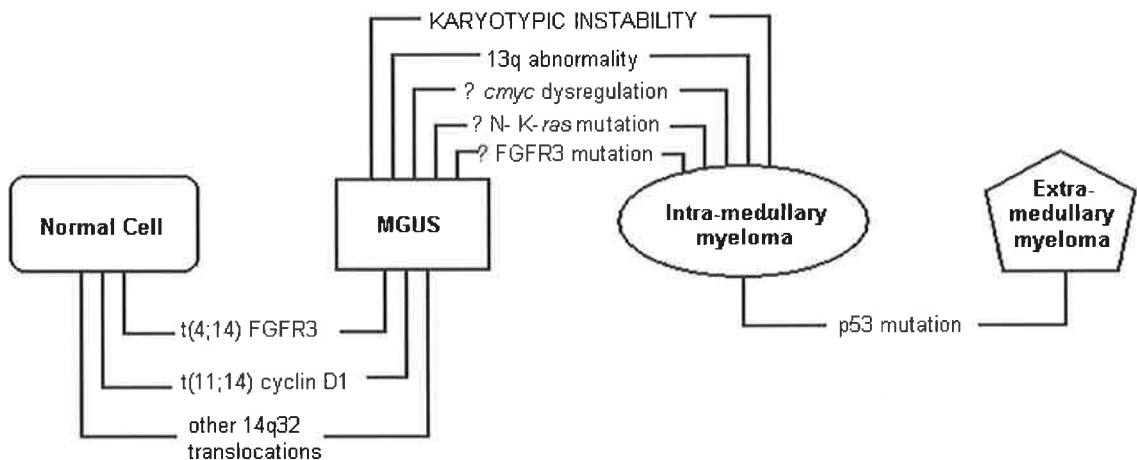 KARYOTYPIC INSTABILITY
13q abnormality
? cmyc dysregulation
? N- K-ras mutation
? FGFR3 mutation
Normal Cell
MGUS
Intra-medullary
myeloma
Extra-
medullary
myeloma
t(4;14) FGFR3
p53 mutation
t(11;14) cyclin D1
other 14q32
translocations